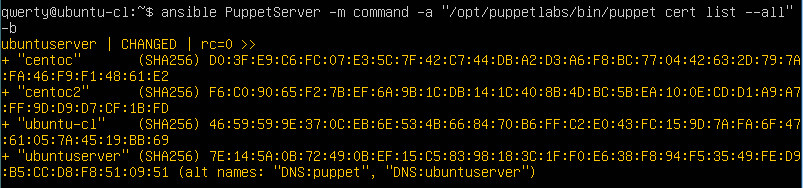 qwerty@ubuntu-cl:~$ ansible PuppetServer -m command -a "/opt/puppetlabs/bin/puppet cert list --all"
-b
ubuntuserver | CHANGED | rc=0 >>
+ "centoc"       (SHA256) D0:3F:E9:C6:FC:07:E3:5C:7F:42:C7:44:DB:A2:D3:A6:F8:BC:77:04:42:63:2D:79:7A
:FA:46:F9:F1:48:61:E2
+ "centoc2"      (SHA256) F6:C0:90:65:F2:7B:EF:6A:9B:1C:DB:14:1C:40:8B:4D:BC:5B:EA:10:0E:CD:D1:A9:A7
:FF:9D:D9:D7:CF:1B:FD
+ "ubuntu-cl"    (SHA256) 46:59:59:9E:37:0C:EB:6E:53:4B:66:84:70:B6:FF:C2:E0:43:FC:15:9D:7A:FA:6F:47
:61:05:7A:45:19:BB:69
+ "ubuntuserver" (SHA256) 7E:14:5A:0B:72:49:0B:EF:15:C5:83:98:18:3C:1F:F0:E6:38:F8:94:F5:35:49:FE:D9
:B5:CC:D8:F8:51:09:51 (alt names: "DNS:puppet", "DNS:ubuntuserver")